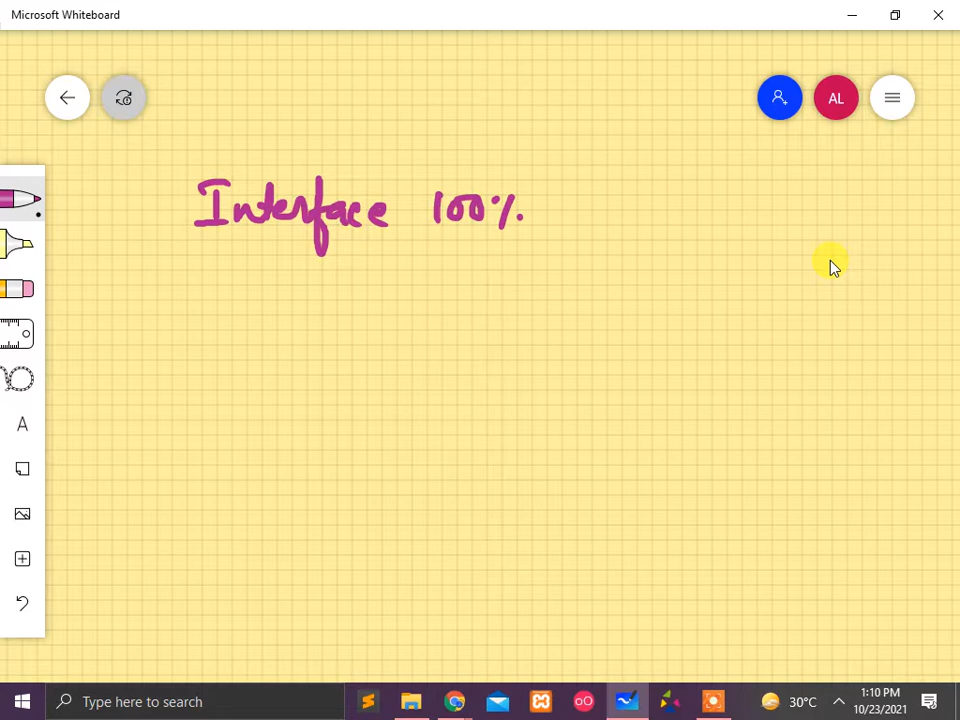 Microsoft Whiteboard
AL
Interface 100%
A
Type here to search
30°C
1:10 PM
10/23/2021